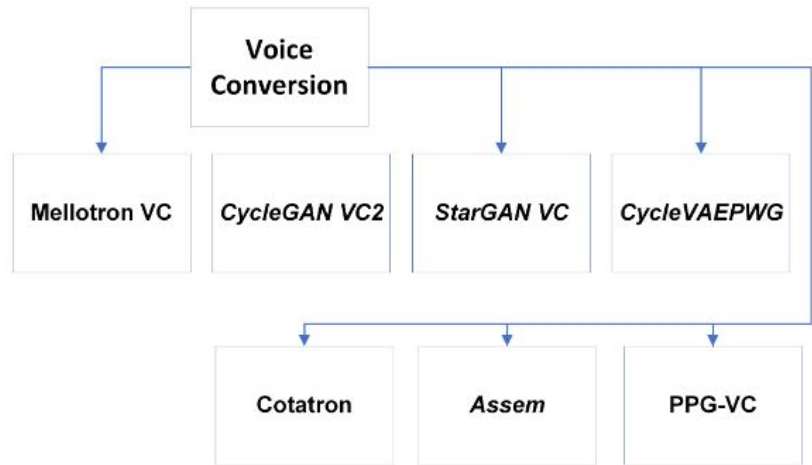 Voice
Conversion
Mellotron VC
CycleGAN VC2
StarGAN VC
CycleVAEPWG
Cotatron
Assem
PPG-VC